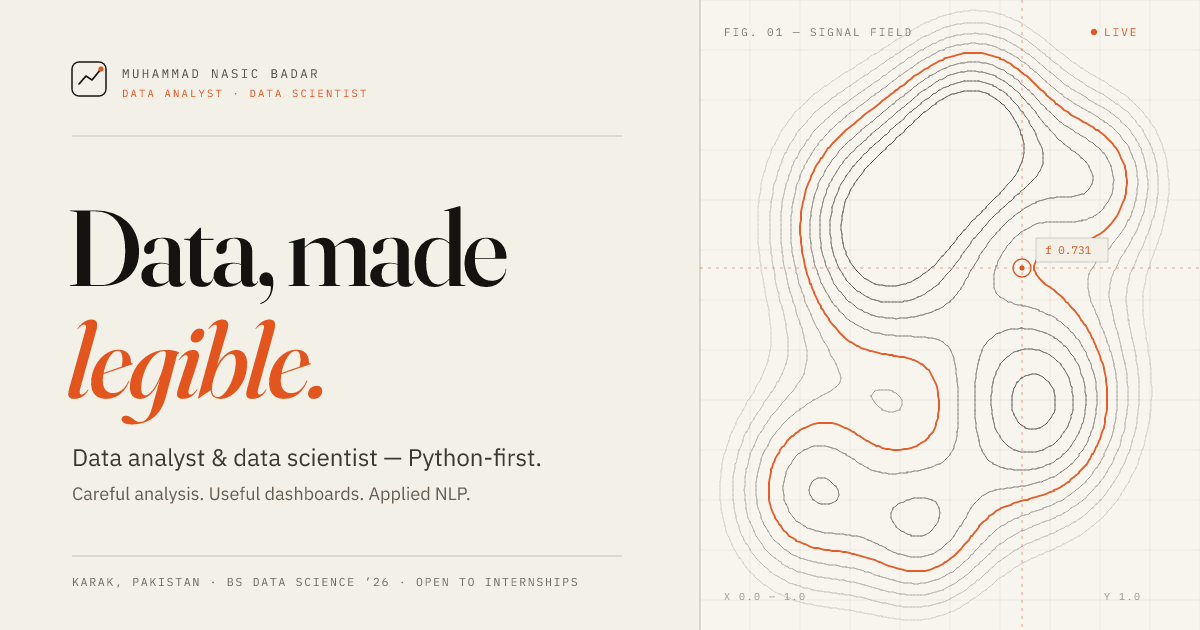 MUHAMMAD NASIC BADAR
DATA ANALYST · DATA SCIENTIST
Data, made
legible.
Data analyst & data scientist — Python-first.
Careful analysis. Useful dashboards. Applied NLP.
KARAK, PAKISTAN · BS DATA SCIENCE ’26 · OPEN TO INTERNSHIPS
FIG. 01 — SIGNAL FIELD
LIVE
f 0.731
X 0.0 — 1.0
Y 1.0